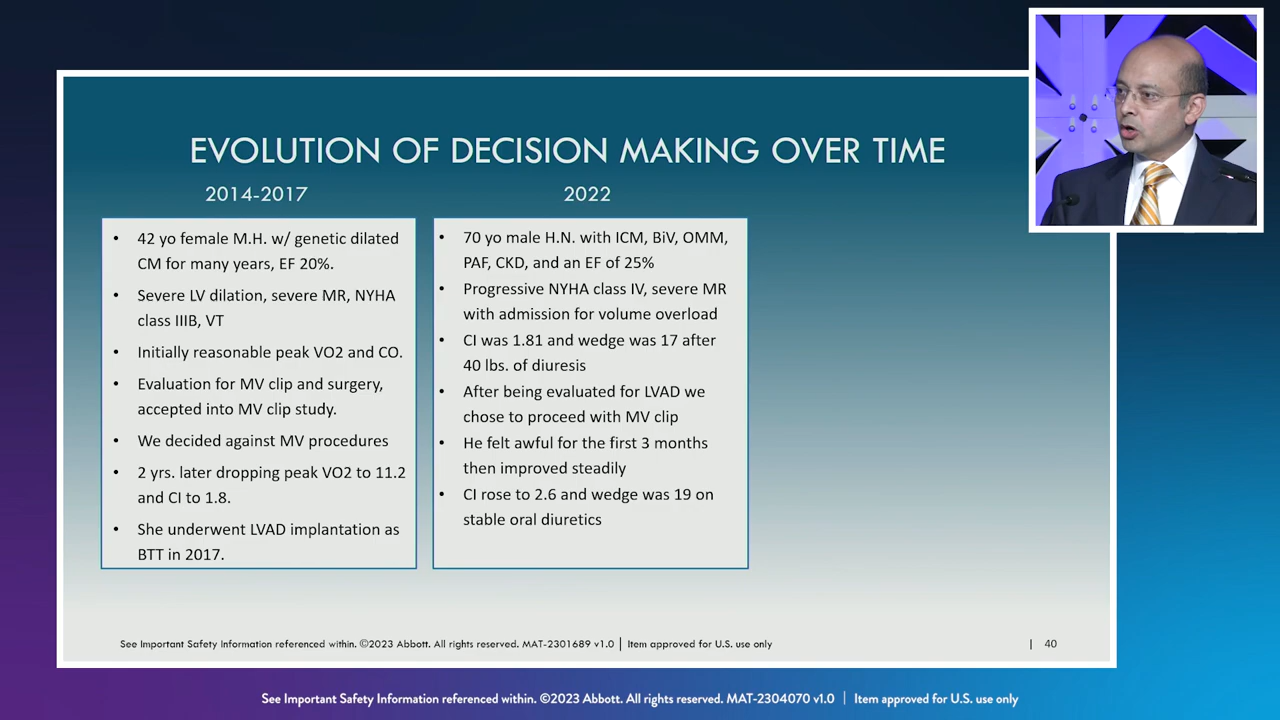 EVOLUTION OF DECISION MAKING OVER TIME
2014-2017
• 42 yo female M.H. w/ genetic dilated
CM for many years, EF 20%.
• Severe LV dilation, severe MR, NYHA
class IIIB, VT
• Initially reasonable peak VO2 and CO.
• Evaluation for MV clip and surgery,
accepted into MV clip study.
• We decided against MV procedures
• 2 yrs. later dropping peak VO2 to 11.2
and CI to 1.8.
• She underwent LVAD implantation as
BTT in 2017.
2022
• 70 yo male H.N. with ICM, BiV, OMM,
PAF, CKD, and an EF of 25%
• Progressive NYHA class IV, severe MR
with admission for volume overload
• CI was 1.81 and wedge was 17 after
40 lbs. of diuresis
• After being evaluated for LVAD we
chose to proceed with MV clip
• He felt awful for the first 3 months
then improved steadily
• CI rose to 2.6 and wedge was 19 on
stable oral diuretics
See Important Safety Information referenced within. ©2023 Abbott. All rights reserved. MAT-2301689 v1.0 | Item approved for U.S. use only
| 40
See Important Safety Information referenced within. ©2023 Abbott. All rights reserved. MAT-2304070 v1.0 | Item approved for U.S. use only